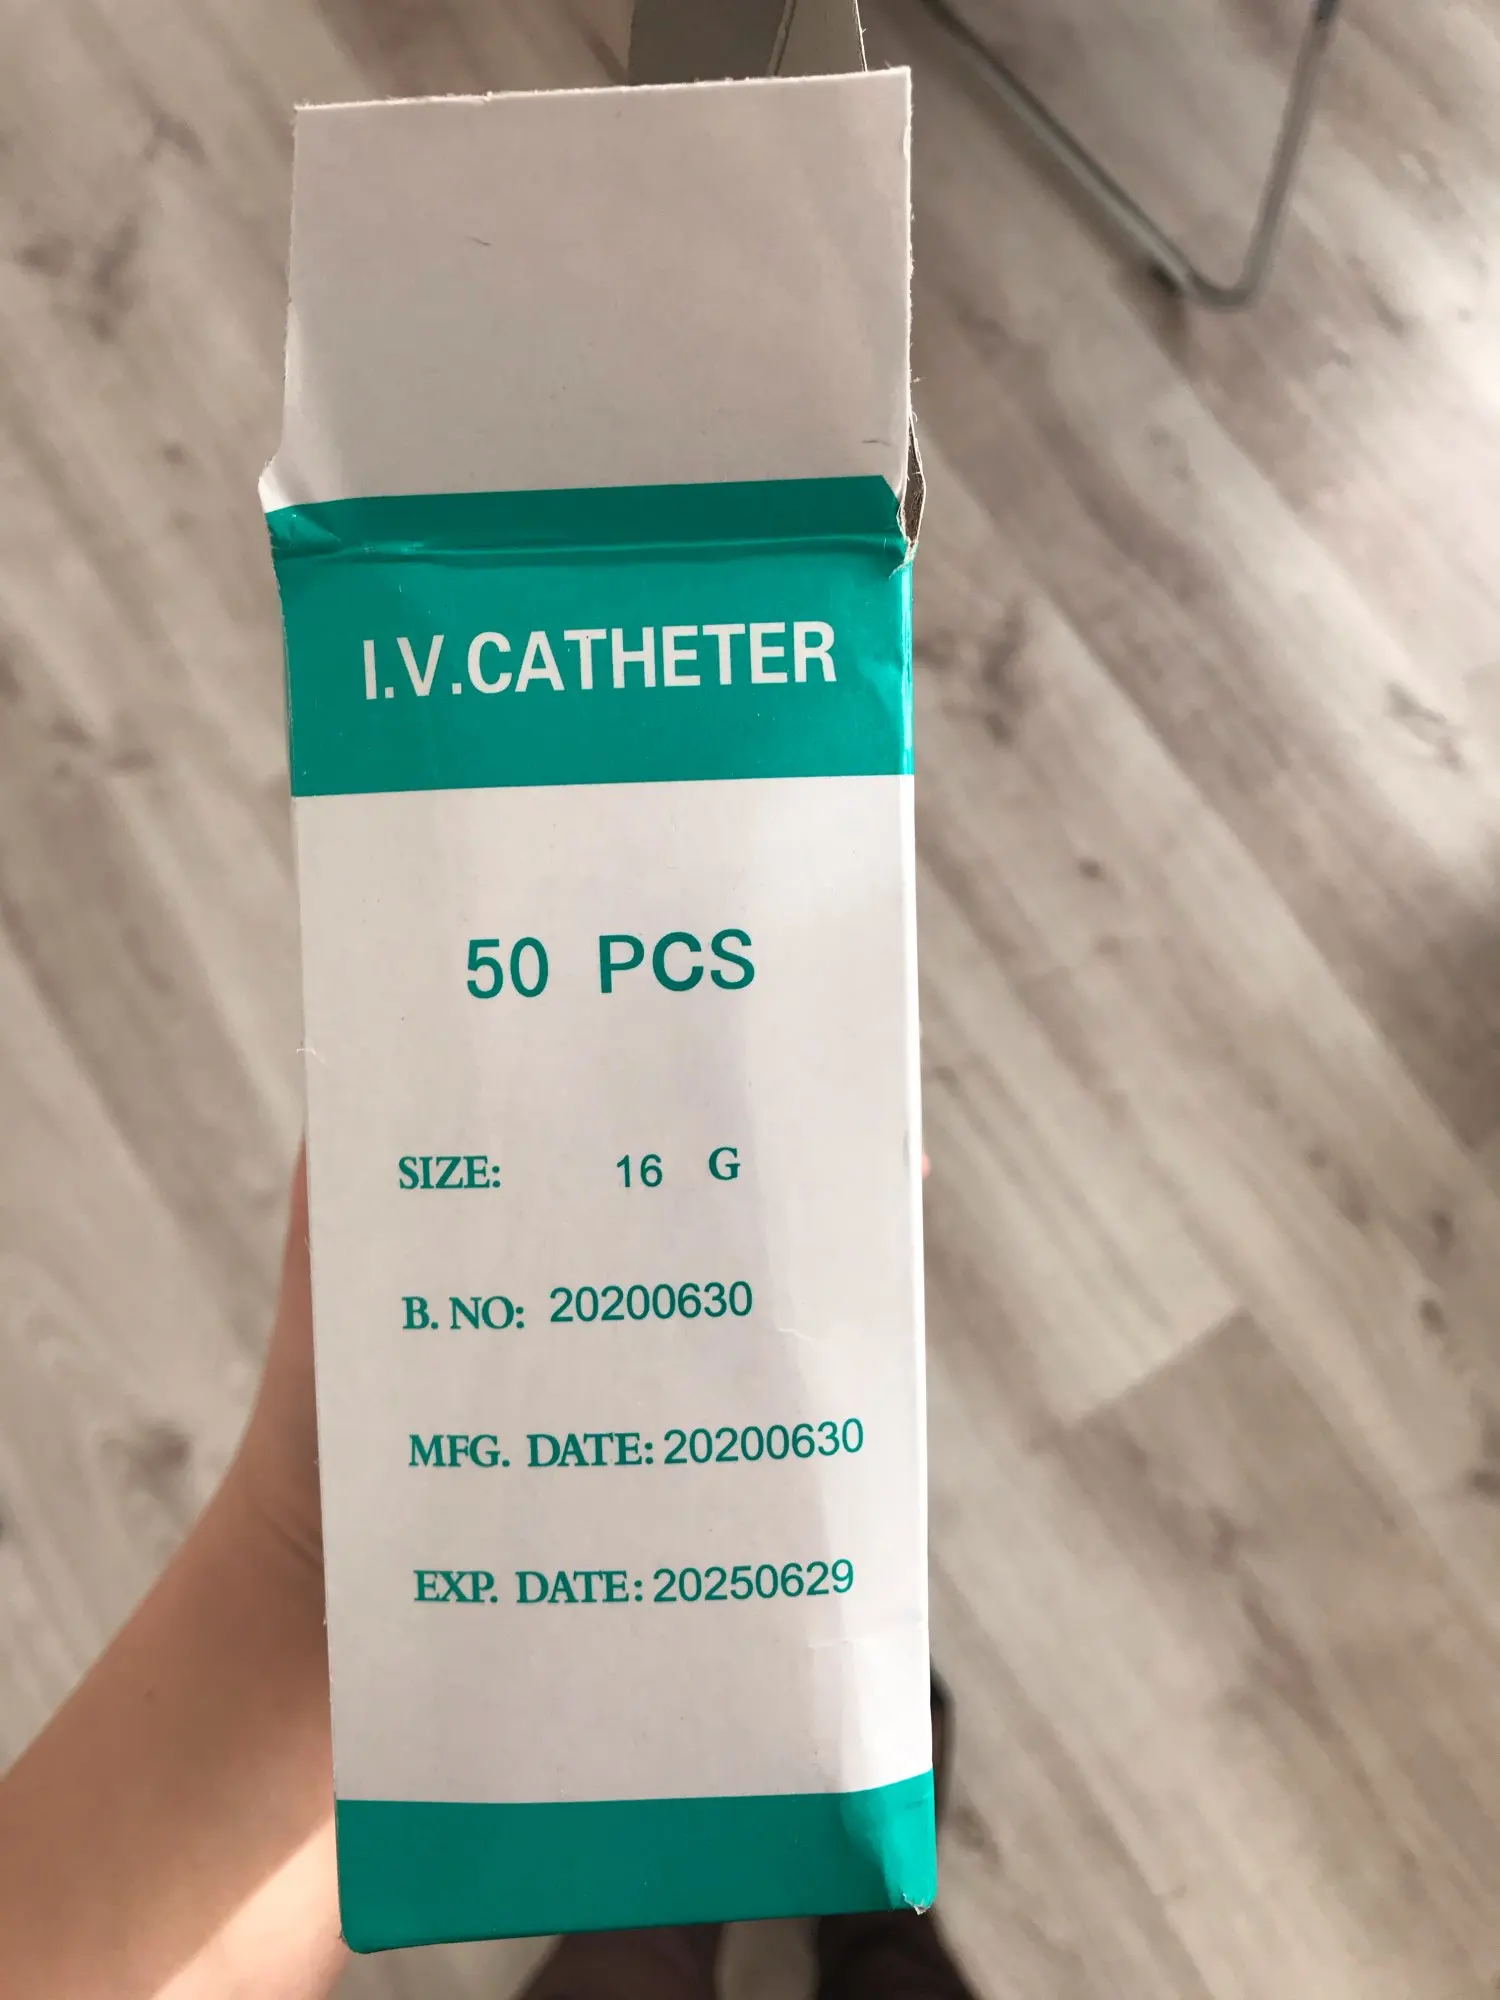 I.V.CATHETER
50 PCS
SIZE: 16 G
B. NO: 20200630
MFG. DATE: 20200630
EXP. DATE: 20250629